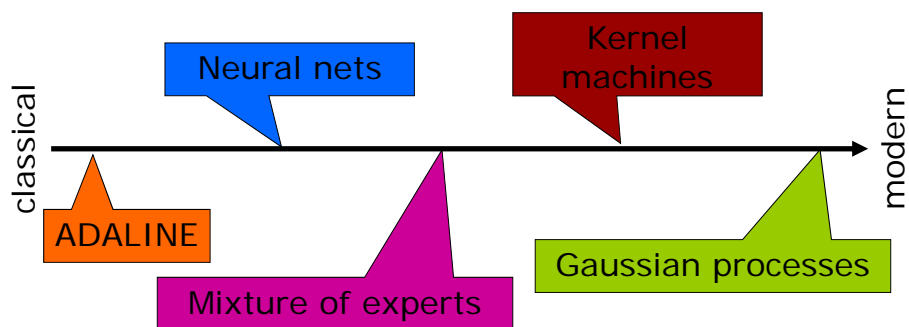 classical
Neural nets
Kernel
machines
modern
ADALINE
Mixture of experts
Gaussian processes